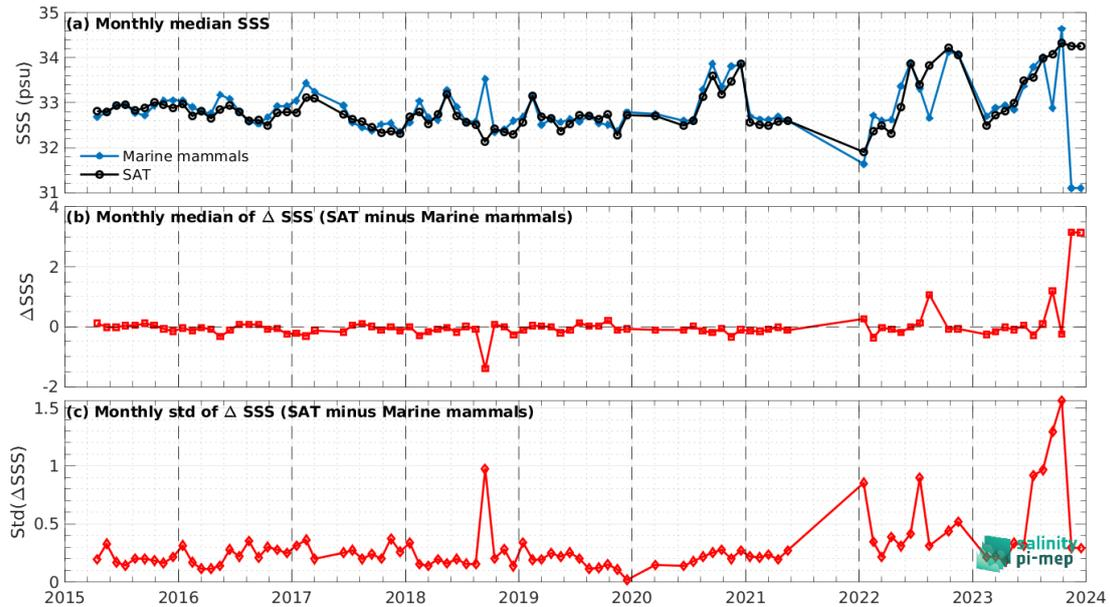 (a) Monthly median SSS
35
34
33
32
31
SSS (psu)
Marine mammals
SAT
(b) Monthly median of Δ SSS (SAT minus Marine mammals)
4
2
0
-2
ΔSSS
(c) Monthly std of Δ SSS (SAT minus Marine mammals)
1.5
1
0.5
0
Std(ΔSSS)
salinity
pi-mep
2015 2016 2017 2018 2019 2020 2021 2022 2023 2024